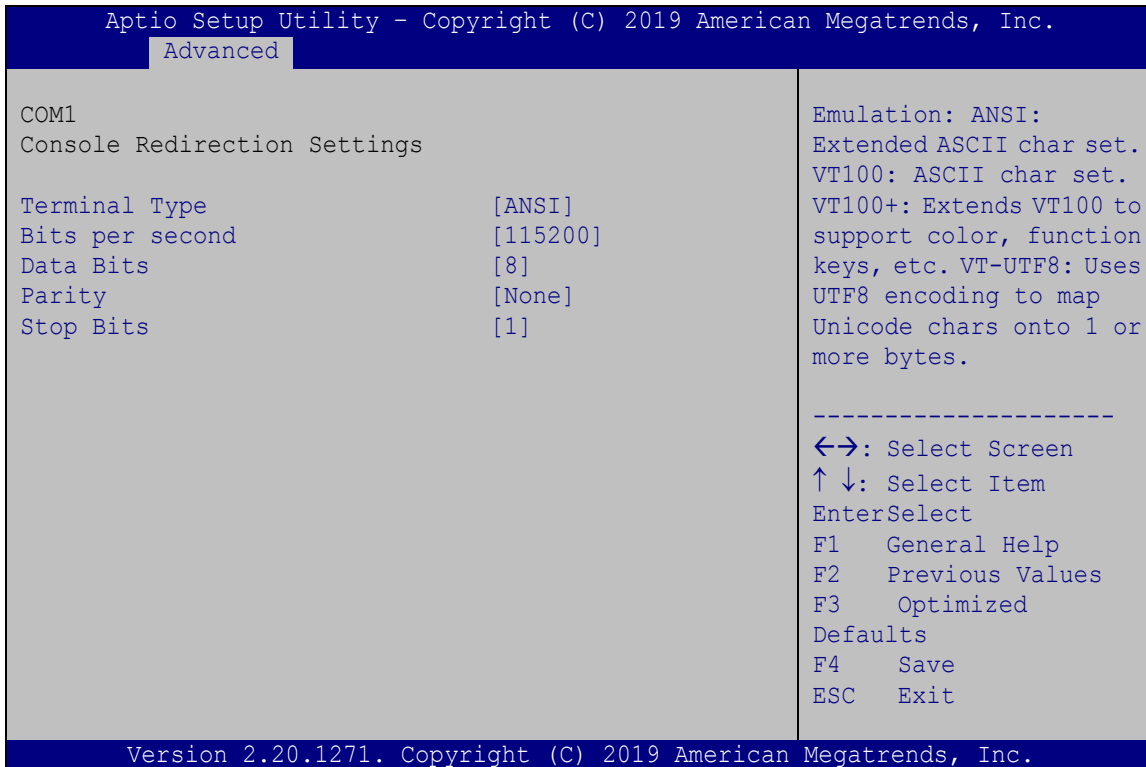 Aptio Setup Utility – Copyright (C) 2019 American Megatrends, Inc.
Advanced
COM1
Console Redirection Settings
Terminal Type [ANSI]
Bits per second [115200]
Data Bits [8]
Parity [None]
Stop Bits [1]
Emulation: ANSI:
Extended ASCII char set.
VT100: ASCII char set.
VT100+: Extends VT100 to
support color, function
keys, etc. VT-UTF8: Uses
UTF8 encoding to map
Unicode chars onto 1 or
more bytes.
---------------------
←→: Select Screen
↑ ↓: Select Item
EnterSelect
F1 General Help
F2 Previous Values
F3 Optimized
Defaults
F4 Save
ESC Exit
Version 2.20.1271. Copyright (C) 2019 American Megatrends, Inc.